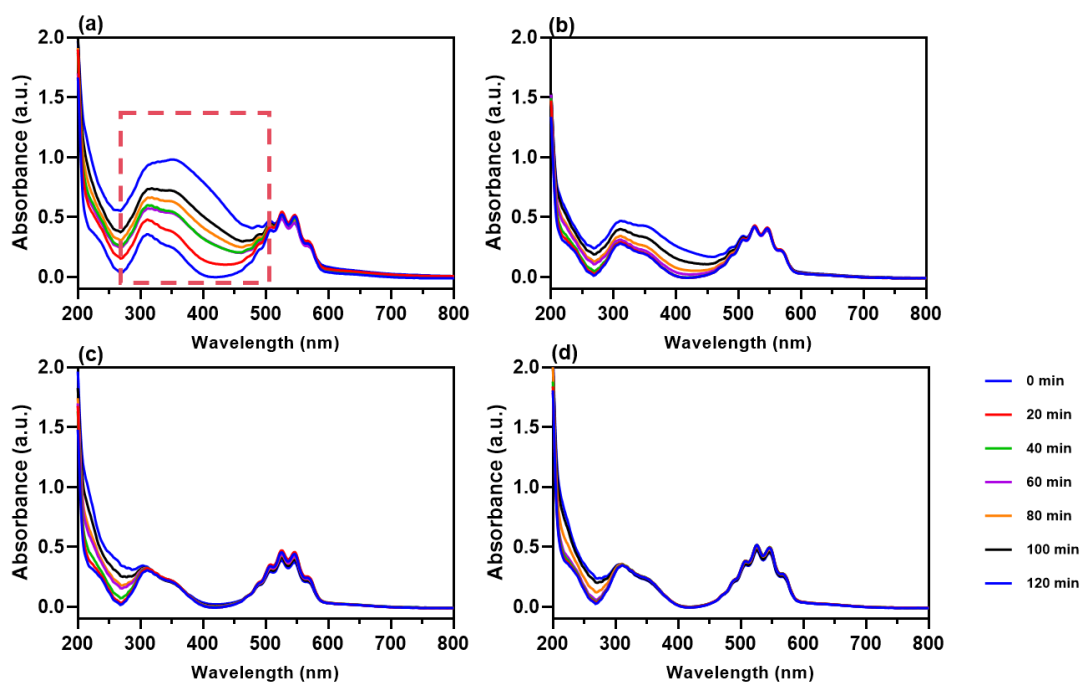 (a)
2.0
1.5
1.0
0.5
0.0
Absorbance (a.u.)
200 300 400 500 600 700 800
Wavelength (nm)
(b)
2.0
1.5
1.0
0.5
0.0
Absorbance (a.u.)
200 300 400 500 600 700 800
Wavelength (nm)
(c)
2.0
1.5
1.0
0.5
0.0
Absorbance (a.u.)
200 300 400 500 600 700 800
Wavelength (nm)
(d)
2.0
1.5
1.0
0.5
0.0
Absorbance (a.u.)
200 300 400 500 600 700 800
Wavelength (nm)
0 min
20 min
40 min
60 min
80 min
100 min
120 min